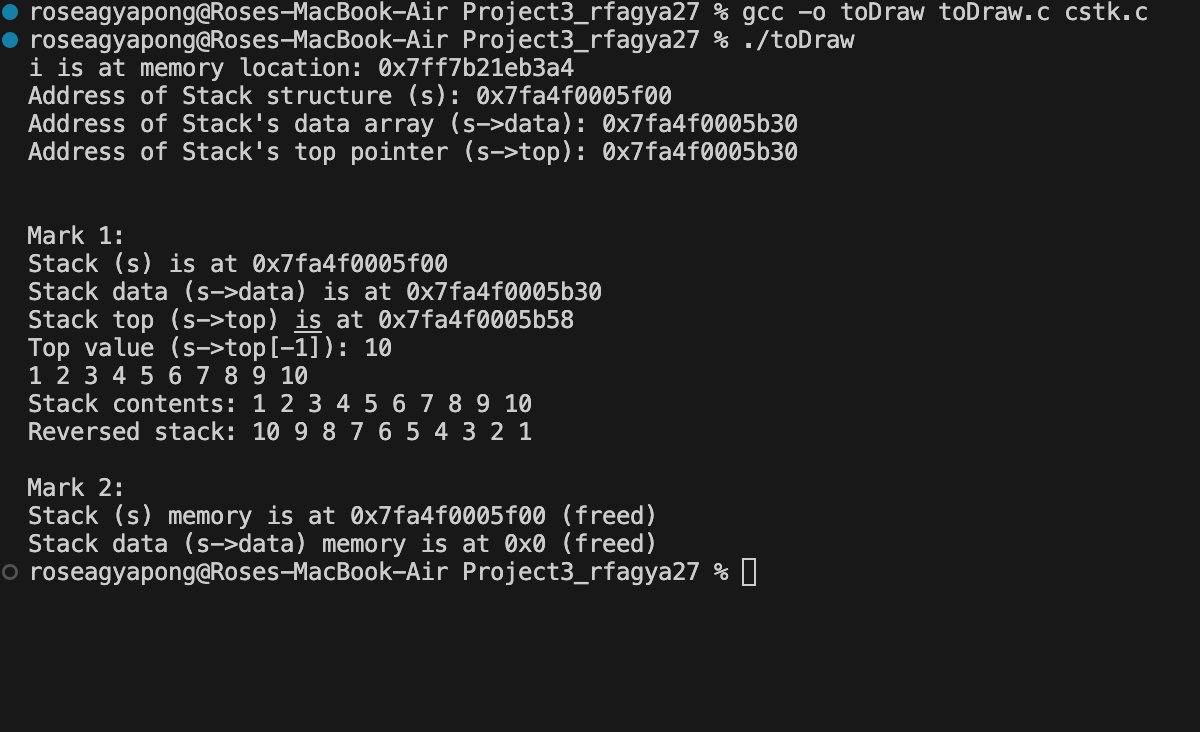 roseagyapong@Roses-MacBook-Air Project3_rfagya27 % gcc -o toDraw toDraw.c cstk.c
roseagyapong@Roses-MacBook-Air Project3_rfagya27 % ./toDraw
i is at memory location: 0x7ff7b21eb3a4
Address of Stack structure (s): 0x7fa4f0005f00
Address of Stack's data array (s->data): 0x7fa4f0005b30
Address of Stack's top pointer (s->top): 0x7fa4f0005b30
Mark 1:
Stack (s) is at 0x7fa4f0005f00
Stack data (s->data) is at 0x7fa4f0005b30
Stack top (s->top) is at 0x7fa4f0005b58
Top value (s->top[-1]): 10
1 2 3 4 5 6 7 8 9 10
Stack contents: 1 2 3 4 5 6 7 8 9 10
Reversed stack: 10 9 8 7 6 5 4 3 2 1
Mark 2:
Stack (s) memory is at 0x7fa4f0005f00 (freed)
Stack data (s->data) memory is at 0x0 (freed)
roseagyapong@Roses-MacBook-Air Project3_rfagya27 %